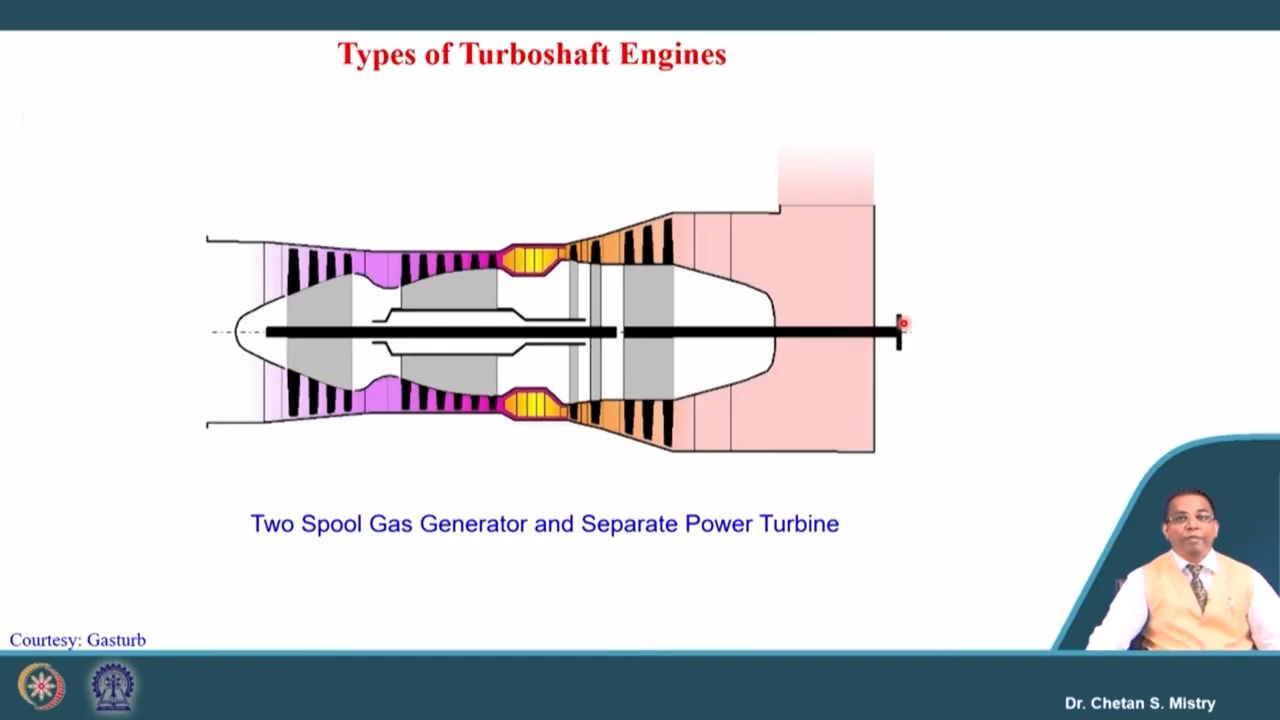 Types of Turboshaft Engines
Two Spool Gas Generator and Separate Power Turbine
Courtesy: Gasturb
Dr. Chetan S. Mistry